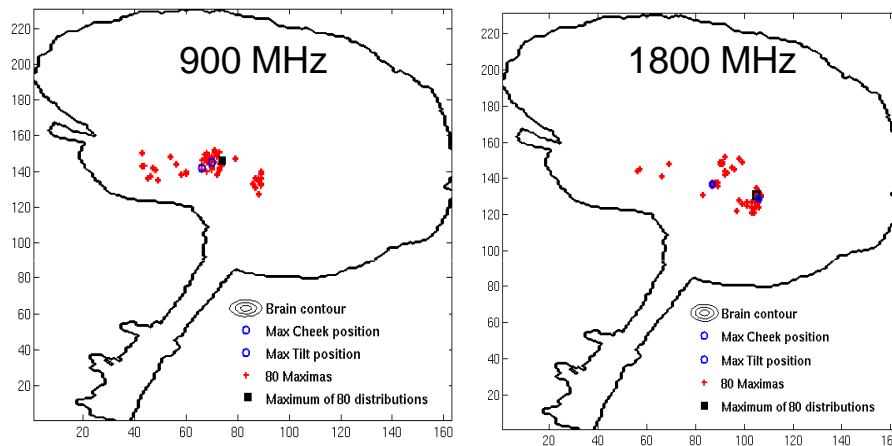 900 MHz
220
200
180
160
140
120
100
80
60
40
20
20 40 60 80 100 120 140 160
Brain contour
Max Cheek position
Max Tilt position
80 Maximas
Maximum of 80 distributions
1800 MHz
220
200
180
160
140
120
100
80
60
40
20
20 40 60 80 100 120 140 16
Brain contour
Max Cheek position
Max Tilt position
80 Maximas
Maximum of 80 distributions